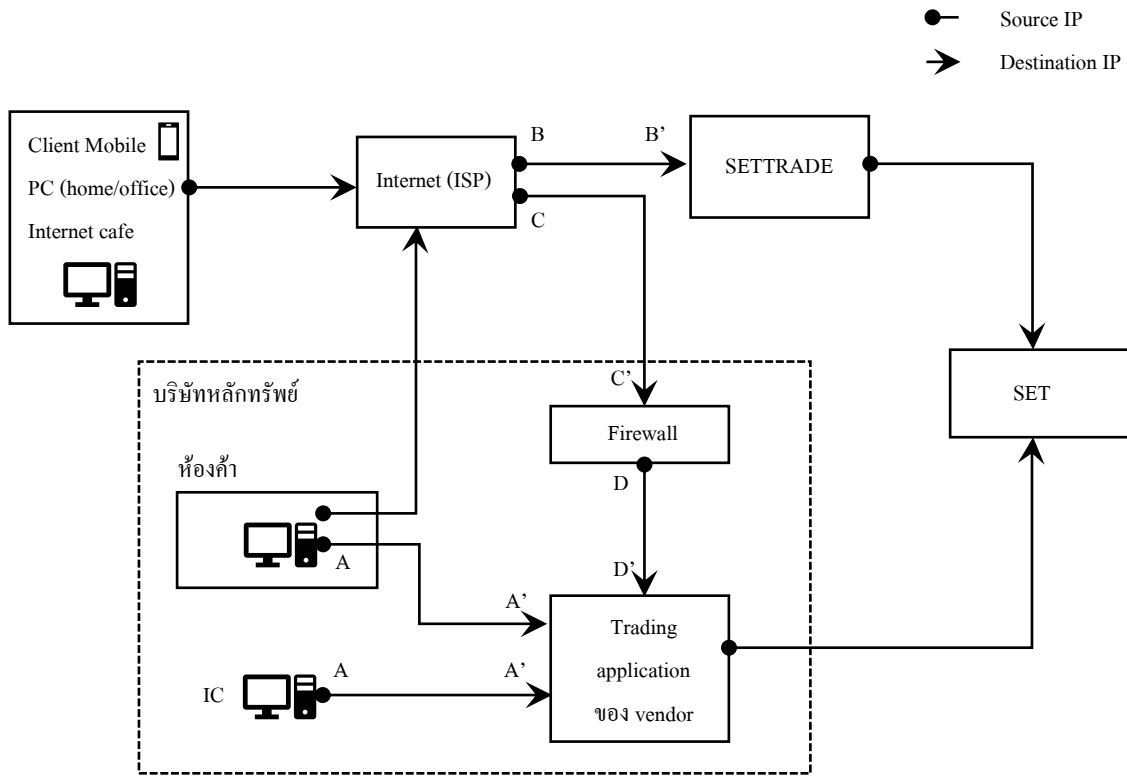 Source IP
Destination IP
Client Mobile
PC (home/office)
Internet cafe
Internet (ISP)
B
B’
C
SETTRADE
SET
บริษัทหลักทรัพย์
C’
Firewall
D
D’
ห้องค้า
A
A’
IC
A
A’
Trading
application
ของ vendor